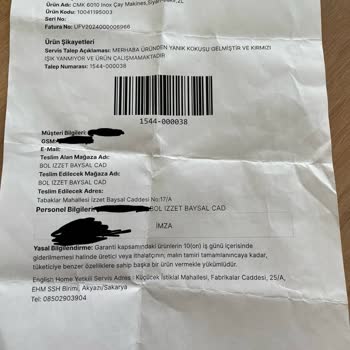 Ürün Adı: CMK 6010 Inox Çay Makinesi,
Ürün Kodu: 10041195003
Seri No:
Fatura No: UFV2024000006966
Ürün Şikayetleri
Servis Talep Açıklaması: MERHABA ÜRÜNDEN YANIK KOKUSU GELMİŞTİR VE KIRMIZI
IŞIK YANMIYOR VE ÜRÜN ÇALIŞMAMAKTADIR
Talep Numarası: 1544-000038
1544-000038
Müşteri Bilgileri:
GSM:
E-Mail:
Teslim Alan Mağaza Adı:
BOL IZZET BAYSAL CAD
Teslim Edilecek Mağaza Adı:
BOL IZZET BAYSAL CAD
Teslim Edilecek Adres:
Tabaklar Mahallesi İzzet Baysal Caddesi No:17/A
Personel Bilgileri: BOL IZZET BAYSAL CAD
İMZA
Yasal Bilgilendirme: Garanti kapsamındaki ürünlerin 10(on) iş günü içerisinde
giderilmemesi halinde üretici veya ithalatçının; malın tamiri tamamlanıncaya kadar,
tüketiciye benzer özelliklere sahip başka bir ürün vermekle yükümlüdür.
English Home Yetkili Servis Adres : Küçücek İstiklal Mahallesi, Fabrikalar Caddesi, 25/A,
EHM SSH Birimi, Akyazı/Sakarya
Tel: 08502903904